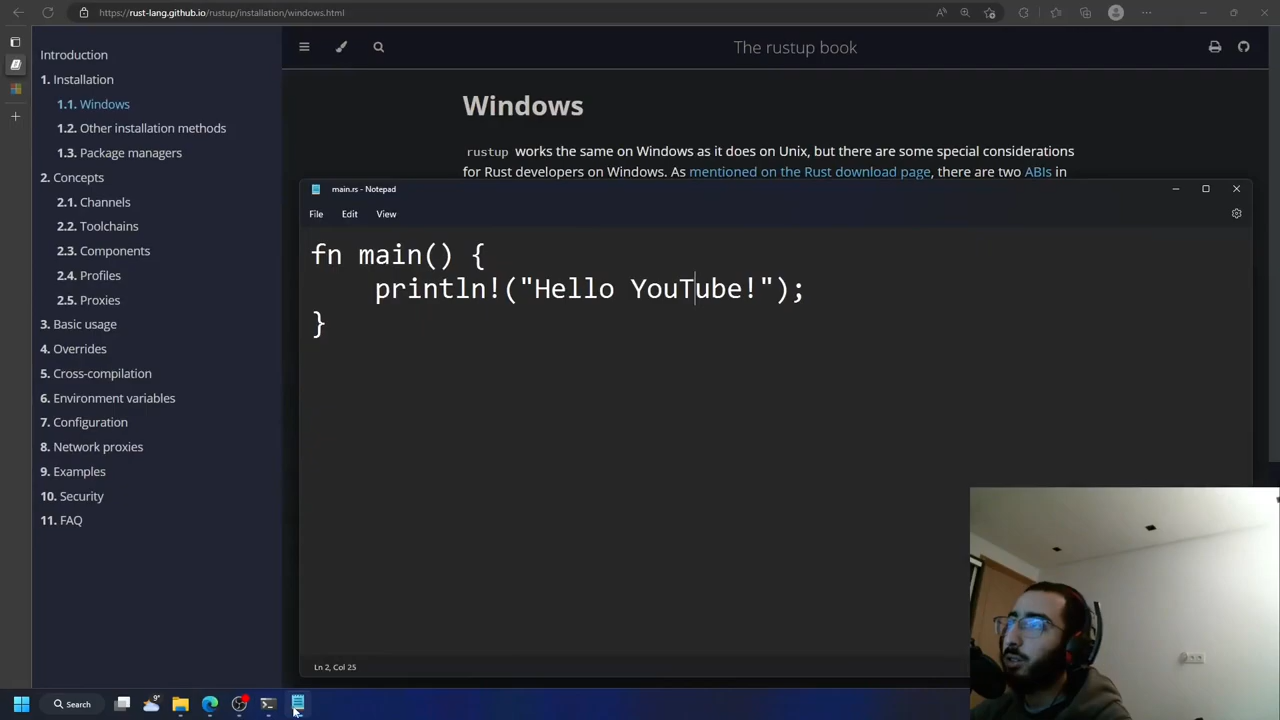 https://rust-lang.github.io/rustup/installation/windows.html
Introduction
1. Installation
1.1. Windows
1.2. Other installation methods
1.3. Package managers
2. Concepts
2.1. Channels
2.2. Toolchains
2.3. Components
2.4. Profiles
2.5. Proxies
3. Basic usage
4. Overrides
5. Cross-compilation
6. Environment variables
7. Configuration
8. Network proxies
9. Examples
10. Security
11. FAQ
The rustup book
Windows
rustup works the same on Windows as it does on Unix, but there are some special considerations
for Rust developers on Windows. As mentioned on the Rust download page, there are two ABIs in
main.rs - Notepad
File Edit View
fn main() {
    println!("Hello YouTube!");
}
Ln 2, Col 25
Search
9°